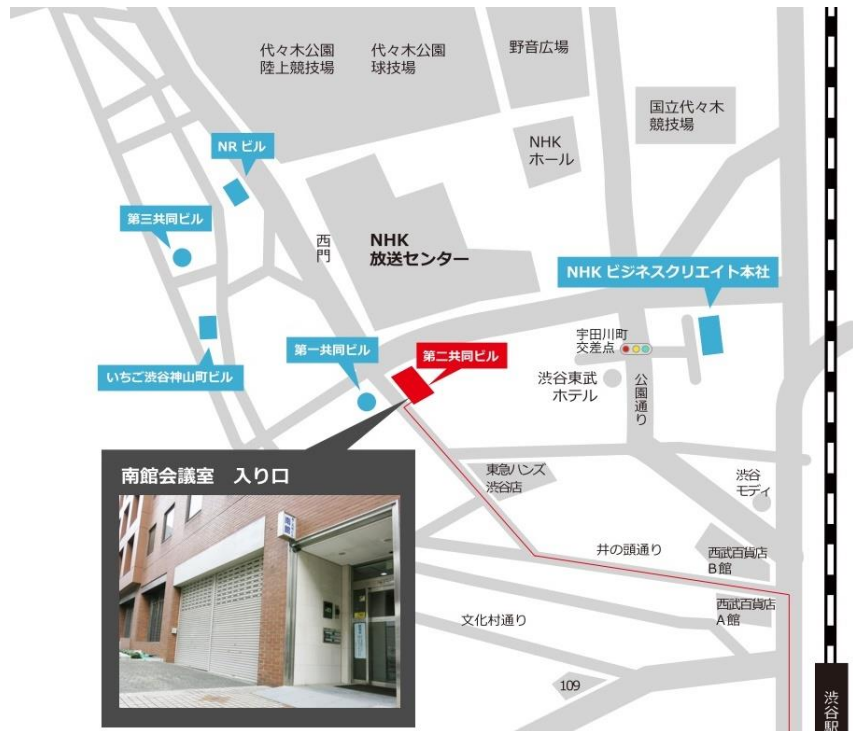 代々木公園
陸上競技場
代々木公園
球技場
野音広場
国立代々木
競技場
NHK
ホール
NRビル
第三共同ビル
西門
NHK
放送センター
NHKビジネスクリエイト本社
宇田川町
交差点
第一共同ビル
第二共同ビル
いちご渋谷神山町ビル
渋谷東武
ホテル
公園通り
南館会議室 入り口
南館
東急ハンズ
渋谷店
渋谷
モディ
井の頭通り
西武百貨店
B館
西武百貨店
A館
文化村通り
109
渋谷駅